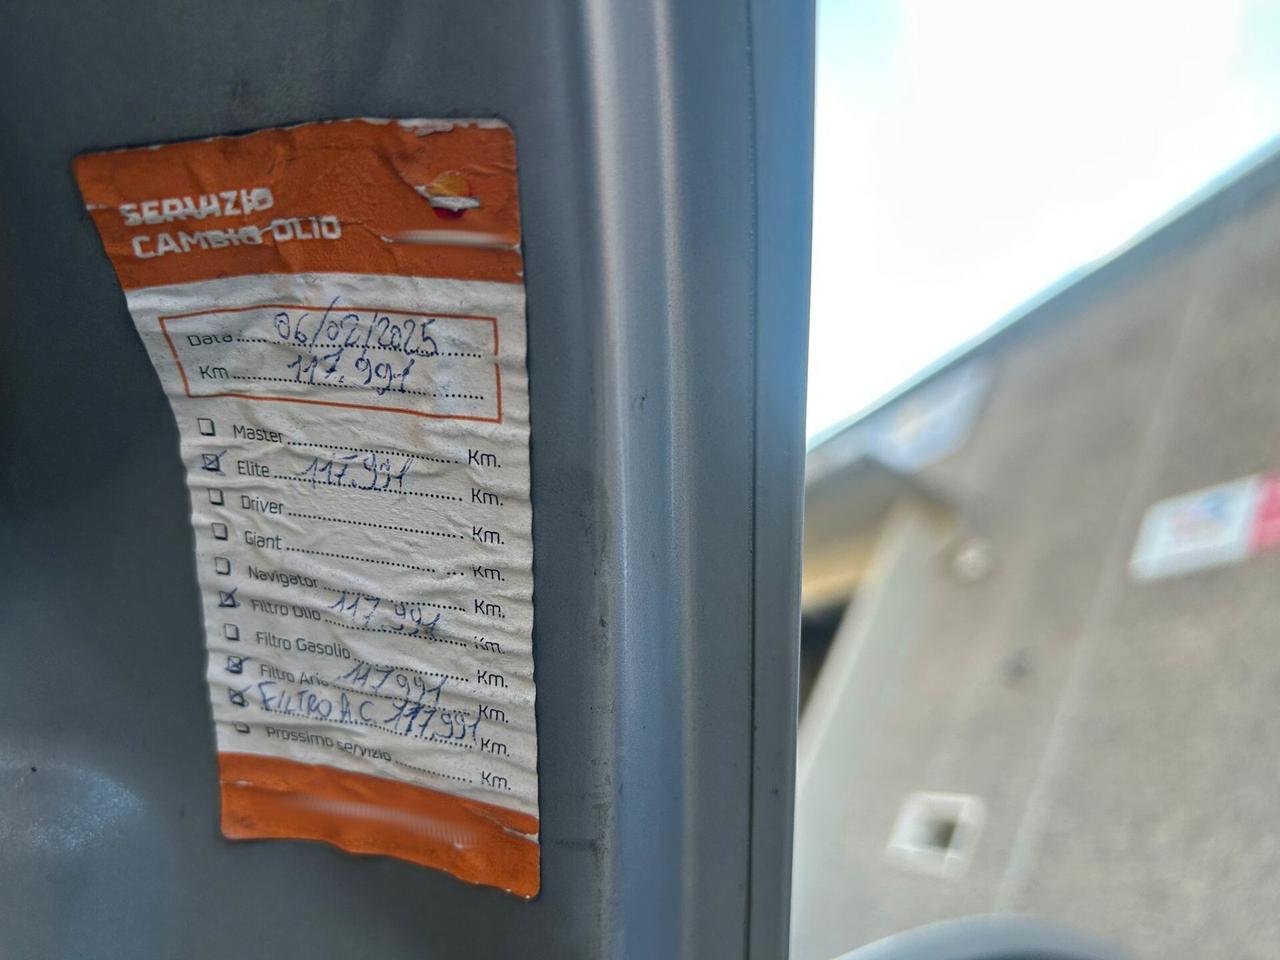 SERVIZIO
CAMBIO OLIO
Data 06/02/2025
Km 117.991
Master Km.
Elite 117.991 Km.
Driver Km.
Giant Km.
Navigator Km.
Filtro Olio 117.991 Km.
Filtro Gasolio Km.
Filtro Aria 117991 Km.
FILTRO A.C 117.991 Km.
Prossimo servizio Km.